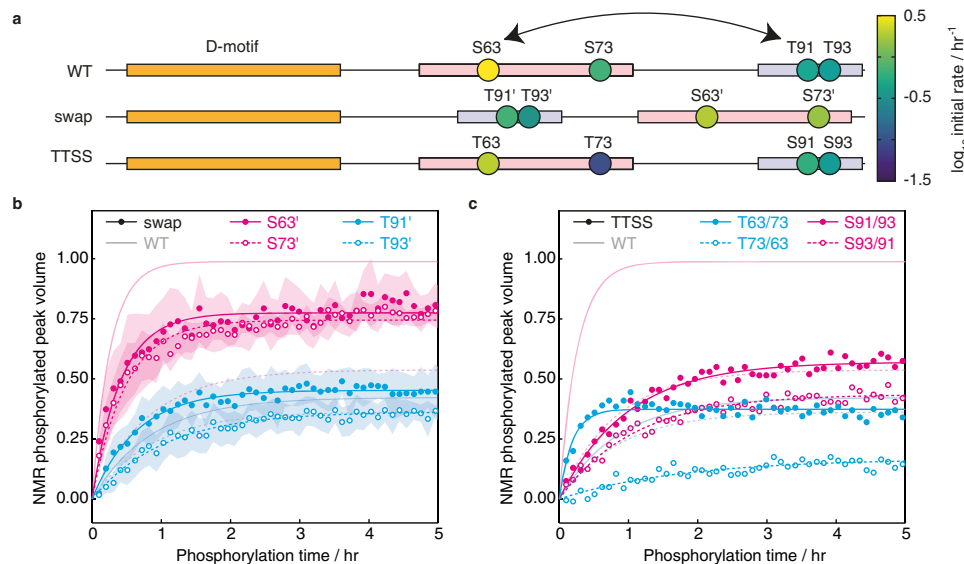 a
D-motif
WT
S63
S73
T91
T93
swap
T91'
T93'
S63'
S73'
TTSS
T63
T73
S91
S93
0.5
-0.5
-1.5
log₁₀ initial rate / hr⁻¹
b
swap
S63'
T91'
WT
S73'
T93'
1.00
0.75
0.50
0.25
0.00
NMR phosphorylated peak volume
0 1 2 3 4 5
Phosphorylation time / hr
c
TTSS
T63/73
S91/93
WT
T73/63
S93/91
1.00
0.75
0.50
0.25
0.00
NMR phosphorylated peak volume
0 1 2 3 4 5
Phosphorylation time / hr